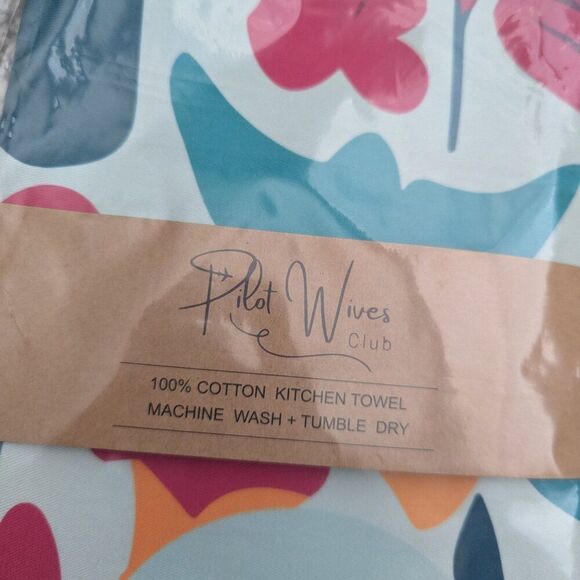 Pilot Wives
Club
100% COTTON KITCHEN TOWEL
MACHINE WASH + TUMBLE DRY